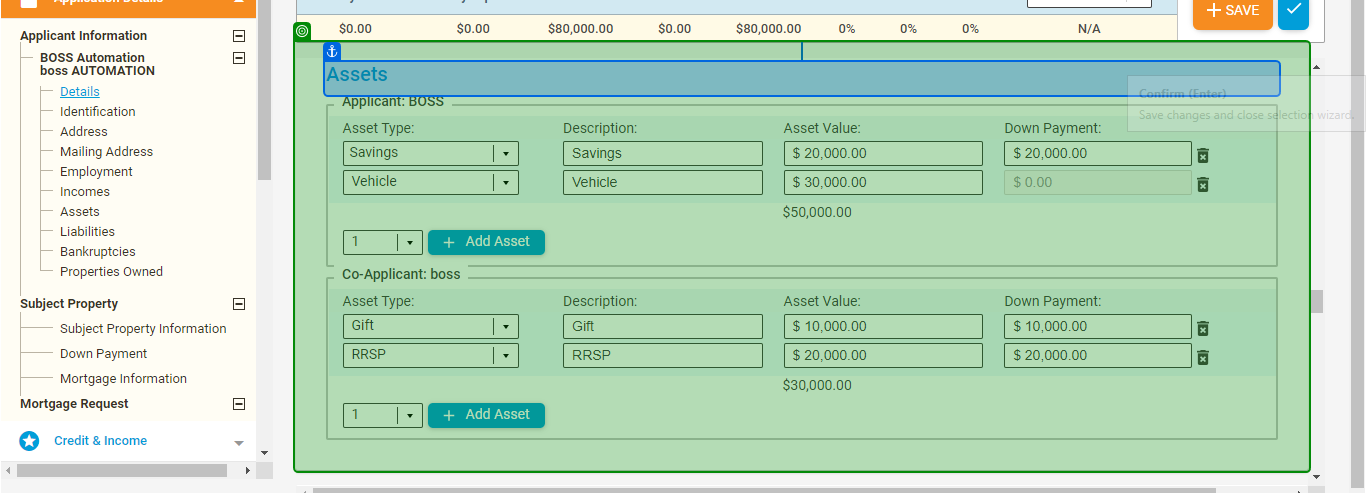 Application Details
SAVE
$0.00 $0.00 $80,000.00 $0.00 $80,000.00 0% 0% 0% N/A
Applicant Information
BOSS Automation
boss AUTOMATION
Details
Identification
Address
Mailing Address
Employment
Incomes
Assets
Liabilities
Bankruptcies
Properties Owned
Subject Property
Subject Property Information
Down Payment
Mortgage Information
Mortgage Request
Credit & Income
Assets
Confirm (Enter)
Save changes and close selection wizard.
Applicant: BOSS
Asset Type: Description: Asset Value: Down Payment:
Savings Savings $ 20,000.00 $ 20,000.00
Vehicle Vehicle $ 30,000.00 $ 0.00
$50,000.00
1 + Add Asset
Co-Applicant: boss
Asset Type: Description: Asset Value: Down Payment:
Gift Gift $ 10,000.00 $ 10,000.00
RRSP RRSP $ 20,000.00 $ 20,000.00
$30,000.00
1 + Add Asset